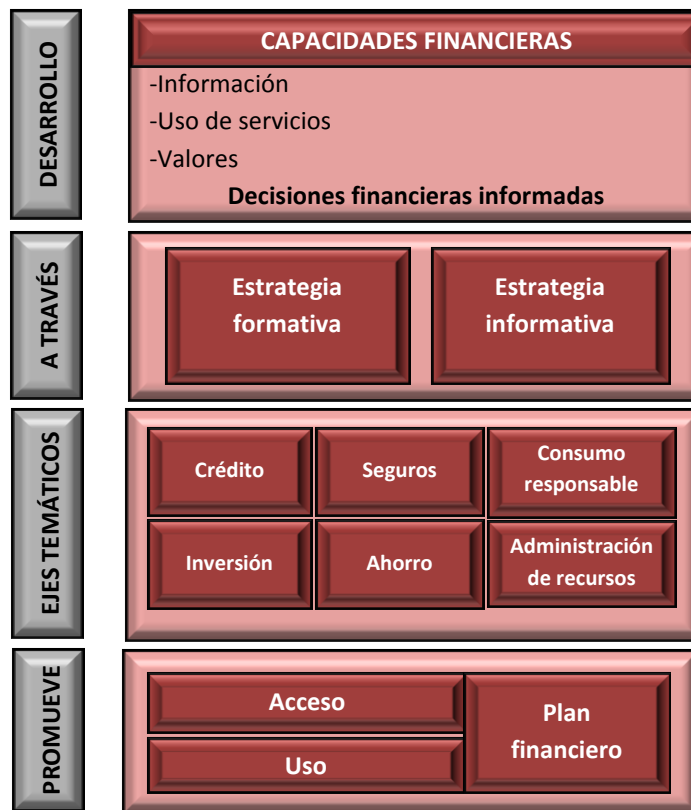 DESARROLLO
CAPACIDADES FINANCIERAS
-Información
-Uso de servicios
-Valores
Decisiones financieras informadas
A TRAVÉS
Estrategia
formativa
Estrategia
informativa
EJES TEMÁTICOS
Crédito
Seguros
Consumo
responsable
Inversión
Ahorro
Administración
de recursos
PROMUEVE
Acceso
Uso
Plan
financiero